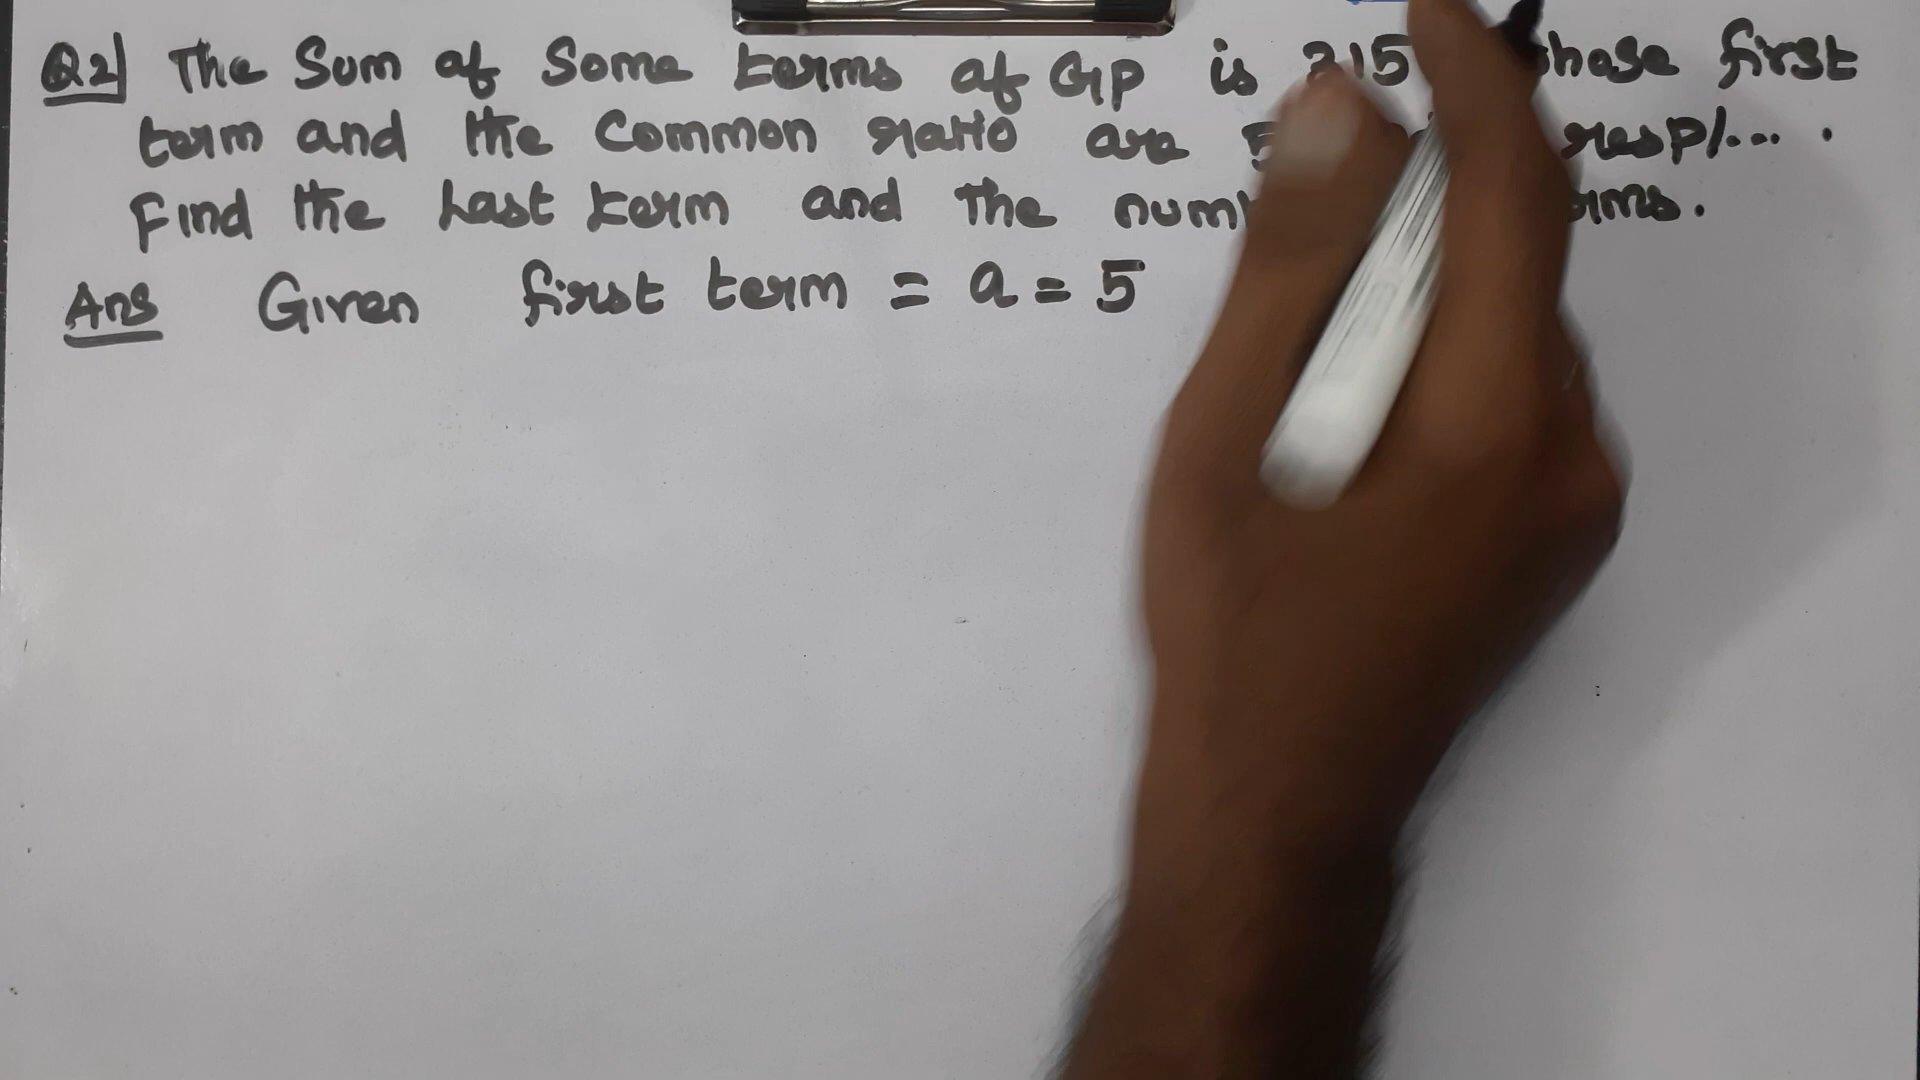 Q2] The Sum of Some terms of GP is 315 whose first
term and the Common ratio are 5 resp/... .
Find the Last term and the
Ans Given first term = a = 5